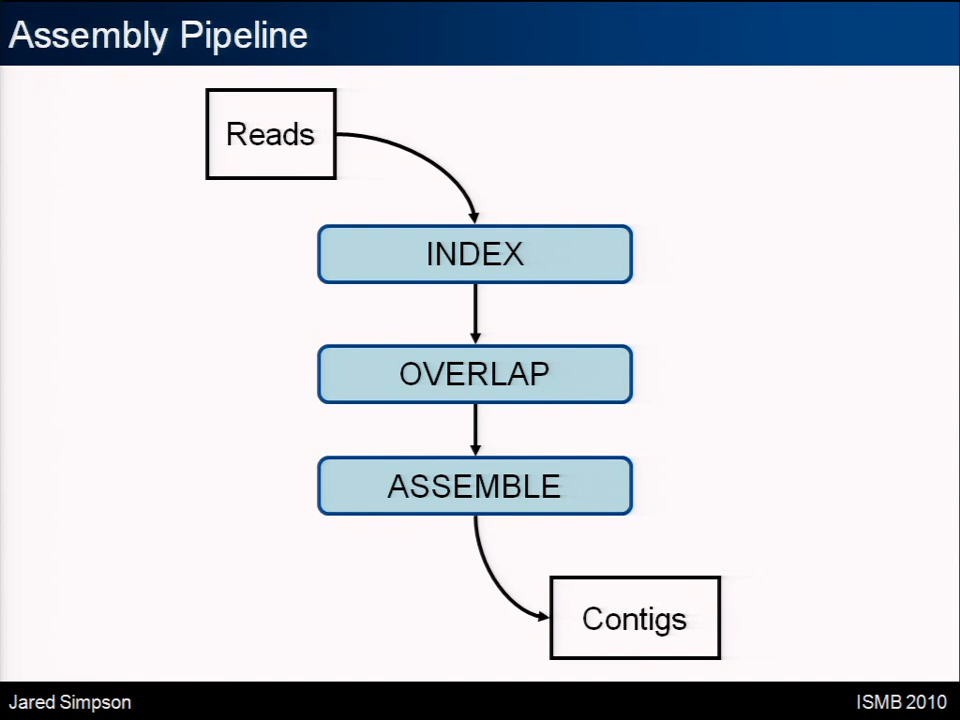 Assembly Pipeline
Reads
INDEX
OVERLAP
ASSEMBLE
Contigs
Jared Simpson
ISMB 2010